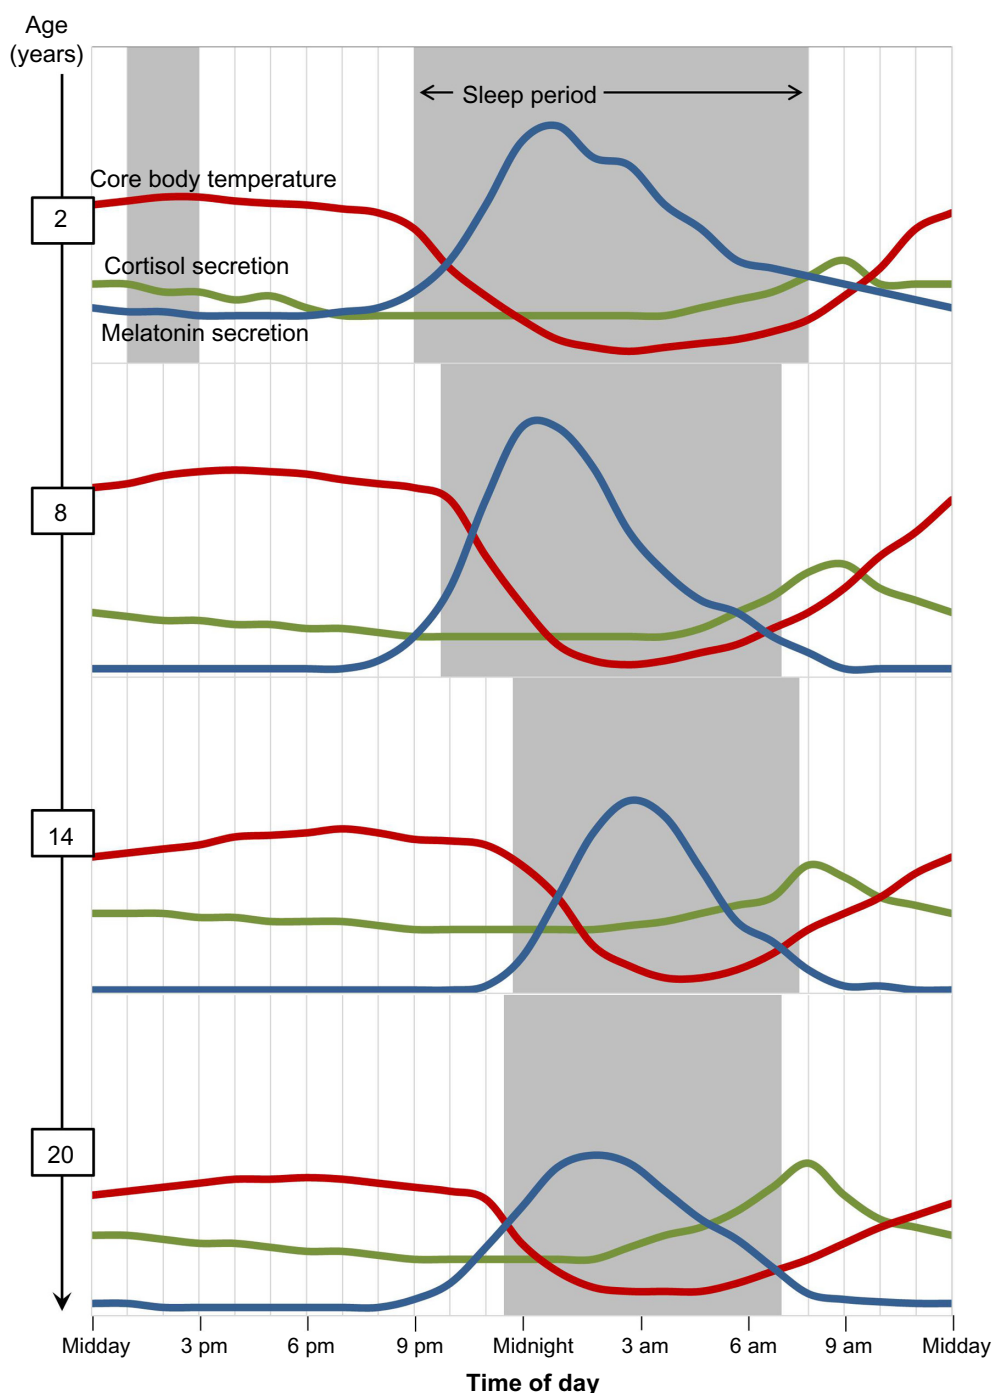 Age
(years)
Sleep period
Core body temperature
2
Cortisol secretion
Melatonin secretion
8
14
20
Midday 3 pm 6 pm 9 pm Midnight 3 am 6 am 9 am Midday
Time of day